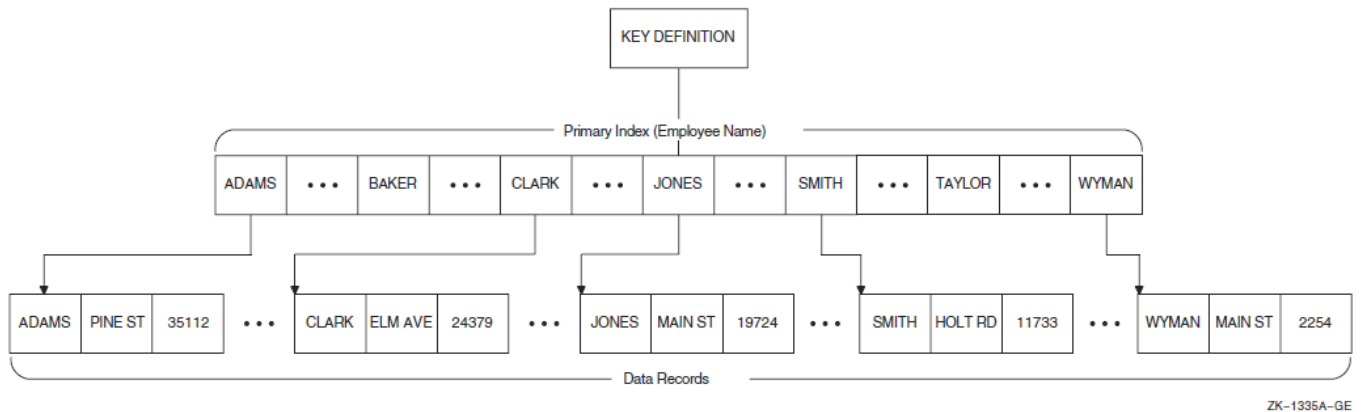 KEY DEFINITION
Primary Index (Employee Name)
ADAMS ••• BAKER ••• CLARK ••• JONES ••• SMITH ••• TAYLOR ••• WYMAN
ADAMS PINE ST 35112 ••• CLARK ELM AVE 24379 ••• JONES MAIN ST 19724 ••• SMITH HOLT RD 11733 ••• WYMAN MAIN ST 2254
Data Records
ZK–1335A–GE